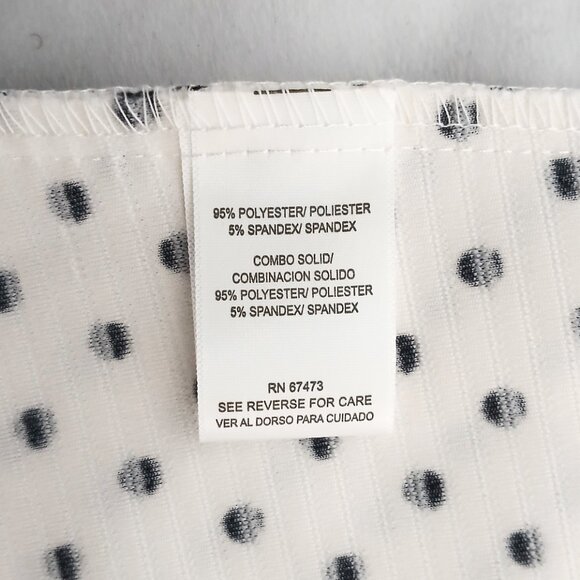 95% POLYESTER/ POLIESTER
5% SPANDEX/ SPANDEX
COMBO SOLID/
COMBINACION SOLIDO
95% POLYESTER/ POLIESTER
5% SPANDEX/ SPANDEX
RN 67473
SEE REVERSE FOR CARE
VER AL DORSO PARA CUIDADO